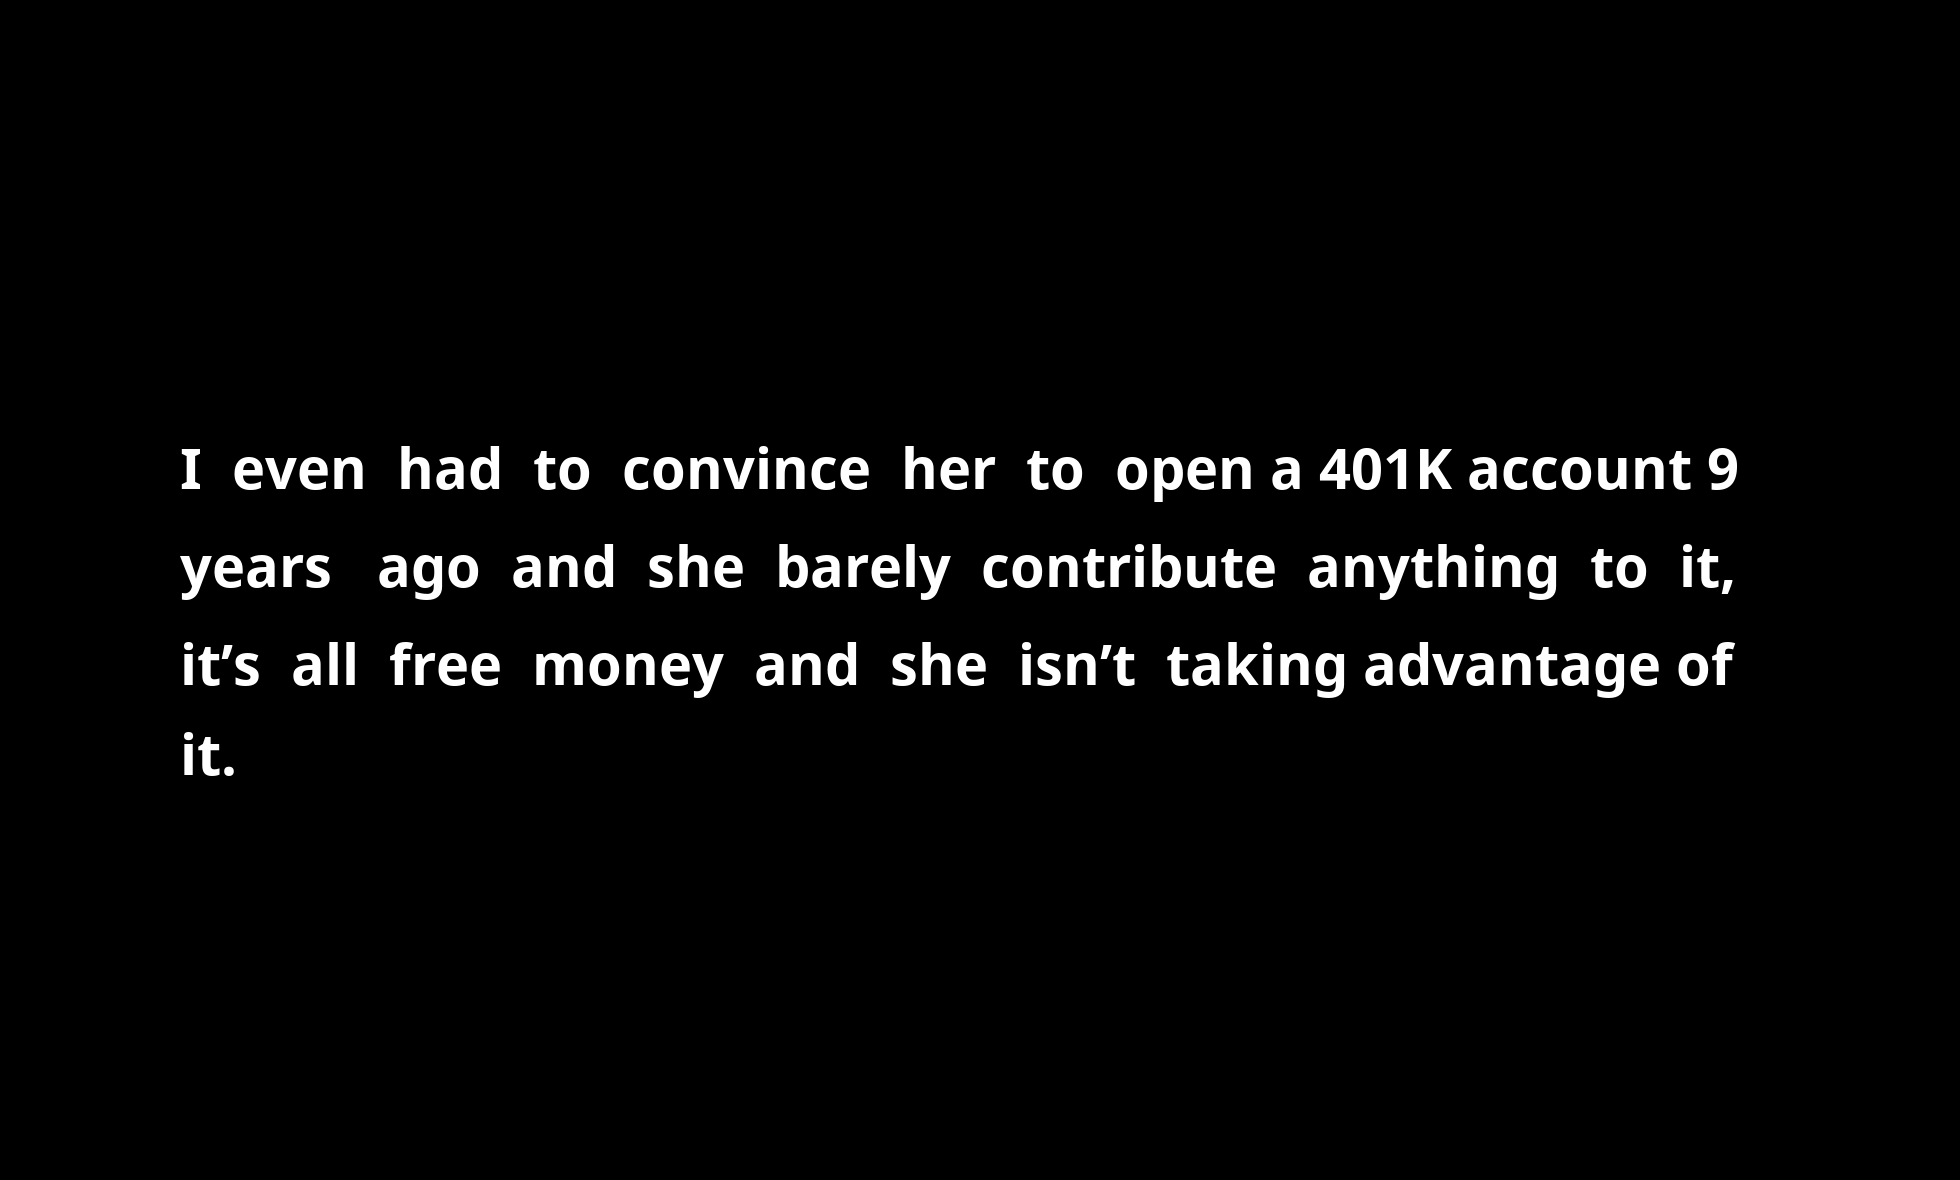 I even had to convince her to open a 401K account 9
years ago and she barely contribute anything to it,
it’s all free money and she isn’t taking advantage of
it.